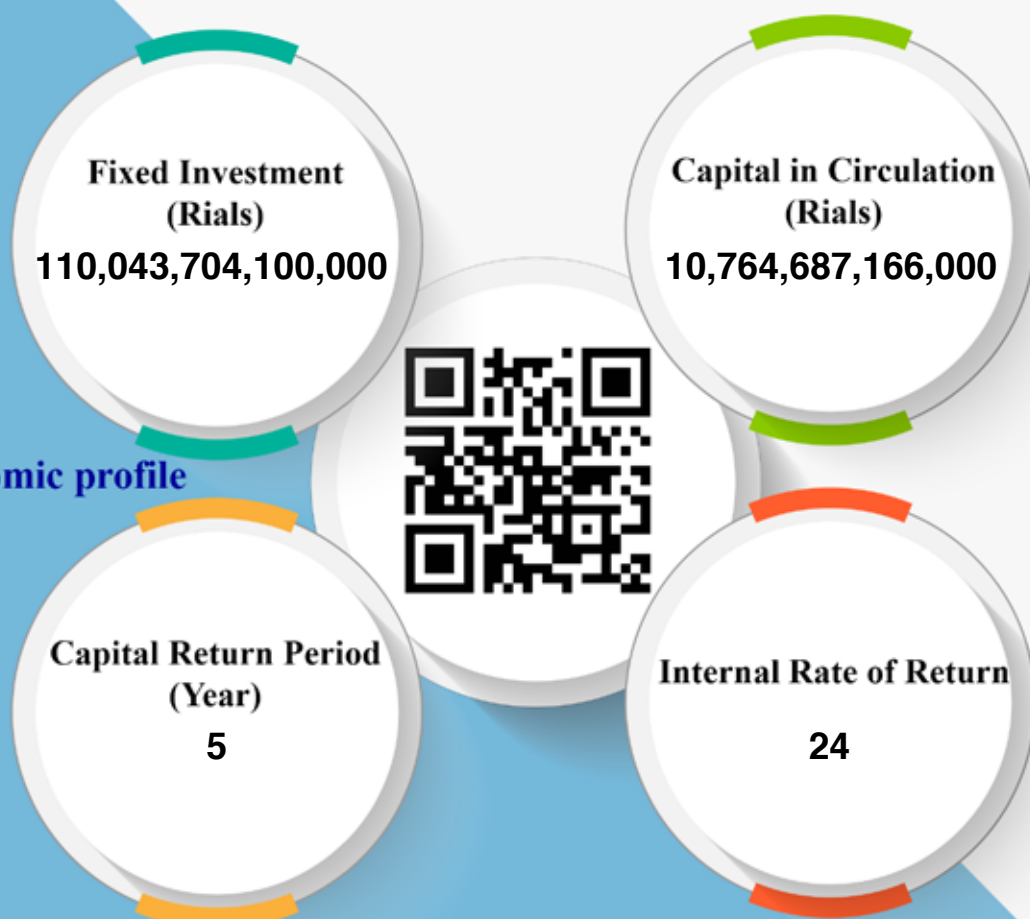 Fixed Investment
(Rials)
110,043,704,100,000
Capital in Circulation
(Rials)
10,764,687,166,000
profile
Capital Return Period
(Year)
5
Internal Rate of Return
24